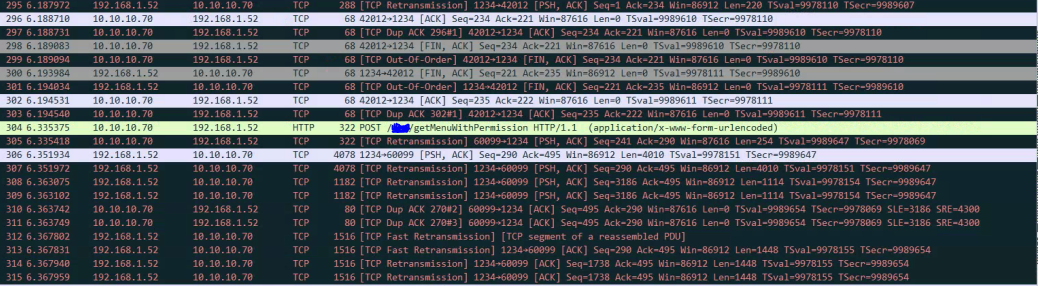 295 6.187972 192.168.1.52 10.10.10.70 TCP 288 [TCP Retransmission] 1234→42012 [PSH, ACK] Seq=1 Ack=234 Win=86912 Len=220 TSval=9978110 TSecr=9989607
296 6.188710 10.10.10.70 192.168.1.52 TCP 68 42012→1234 [ACK] Seq=234 Ack=221 Win=87616 Len=0 TSval=9989610 TSecr=9978110
297 6.188731 10.10.10.70 192.168.1.52 TCP 68 [TCP Dup ACK 296#1] 42012→1234 [ACK] Seq=234 Ack=221 Win=87616 Len=0 TSval=9989610 TSecr=9978110
298 6.189083 10.10.10.70 192.168.1.52 TCP 68 42012→1234 [FIN, ACK] Seq=234 Ack=221 Win=87616 Len=0 TSval=9989610 TSecr=9978110
299 6.189094 10.10.10.70 192.168.1.52 TCP 68 [TCP Out-Of-Order] 42012→1234 [FIN, ACK] Seq=234 Ack=221 Win=87616 Len=0 TSval=9989610 TSecr=9978110
300 6.193984 192.168.1.52 10.10.10.70 TCP 68 1234→42012 [FIN, ACK] Seq=221 Ack=235 Win=86912 Len=0 TSval=9978111 TSecr=9989610
301 6.194034 192.168.1.52 10.10.10.70 TCP 68 [TCP Out-Of-Order] 1234→42012 [FIN, ACK] Seq=221 Ack=235 Win=86912 Len=0 TSval=9978111 TSecr=9989610
302 6.194531 10.10.10.70 192.168.1.52 TCP 68 42012→1234 [ACK] Seq=235 Ack=222 Win=87616 Len=0 TSval=9989611 TSecr=9978111
303 6.194540 10.10.10.70 192.168.1.52 TCP 68 [TCP Dup ACK 302#1] 42012→1234 [ACK] Seq=235 Ack=222 Win=87616 Len=0 TSval=9989611 TSecr=9978111
304 6.335375 10.10.10.70 192.168.1.52 HTTP 322 POST / /getMenuWithPermission HTTP/1.1 (application/x-www-form-urlencoded)
305 6.335418 10.10.10.70 192.168.1.52 TCP 322 [TCP Retransmission] 60099→1234 [PSH, ACK] Seq=241 Ack=290 Win=87616 Len=254 TSval=9989647 TSecr=9978069
306 6.351934 192.168.1.52 10.10.10.70 TCP 4078 1234→60099 [PSH, ACK] Seq=290 Ack=495 Win=86912 Len=4010 TSval=9978151 TSecr=9989647
307 6.351972 192.168.1.52 10.10.10.70 TCP 4078 [TCP Retransmission] 1234→60099 [PSH, ACK] Seq=290 Ack=495 Win=86912 Len=4010 TSval=9978151 TSecr=9989647
308 6.363075 192.168.1.52 10.10.10.70 TCP 1182 [TCP Retransmission] 1234→60099 [PSH, ACK] Seq=3186 Ack=495 Win=86912 Len=1114 TSval=9978154 TSecr=9989647
309 6.363102 192.168.1.52 10.10.10.70 TCP 1182 [TCP Retransmission] 1234→60099 [PSH, ACK] Seq=3186 Ack=495 Win=86912 Len=1114 TSval=9978154 TSecr=9989647
310 6.363742 10.10.10.70 192.168.1.52 TCP 80 [TCP Dup ACK 270#2] 60099→1234 [ACK] Seq=495 Ack=290 Win=87616 Len=0 TSval=9989654 TSecr=9978069 SLE=3186 SRE=4300
311 6.363749 10.10.10.70 192.168.1.52 TCP 80 [TCP Dup ACK 270#3] 60099→1234 [ACK] Seq=495 Ack=290 Win=87616 Len=0 TSval=9989654 TSecr=9978069 SLE=3186 SRE=4300
312 6.367802 192.168.1.52 10.10.10.70 TCP 1516 [TCP Fast Retransmission] [TCP segment of a reassembled PDU]
313 6.367831 192.168.1.52 10.10.10.70 TCP 1516 [TCP Fast Retransmission] 1234→60099 [ACK] Seq=290 Ack=495 Win=86912 Len=1448 TSval=9978155 TSecr=9989654
314 6.367940 192.168.1.52 10.10.10.70 TCP 1516 [TCP Retransmission] 1234→60099 [ACK] Seq=1738 Ack=495 Win=86912 Len=1448 TSval=9978155 TSecr=9989654
315 6.367959 192.168.1.52 10.10.10.70 TCP 1516 [TCP Retransmission] 1234→60099 [ACK] Seq=1738 Ack=495 Win=86912 Len=1448 TSval=9978155 TSecr=9989654